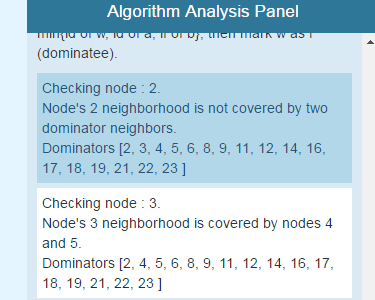 Algorithm Analysis Panel
min{id of w, id of a, if of b}, then mark w as f
(dominatee).
Checking node : 2.
Node's 2 neighborhood is not covered by two
dominator neighbors.
Dominators [2, 3, 4, 5, 6, 8, 9, 11, 12, 14, 16,
17, 18, 19, 21, 22, 23 ]
Checking node : 3.
Node's 3 neighborhood is covered by nodes 4
and 5.
Dominators [2, 4, 5, 6, 8, 9, 11, 12, 14, 16, 17,
18, 19, 21, 22, 23 ]